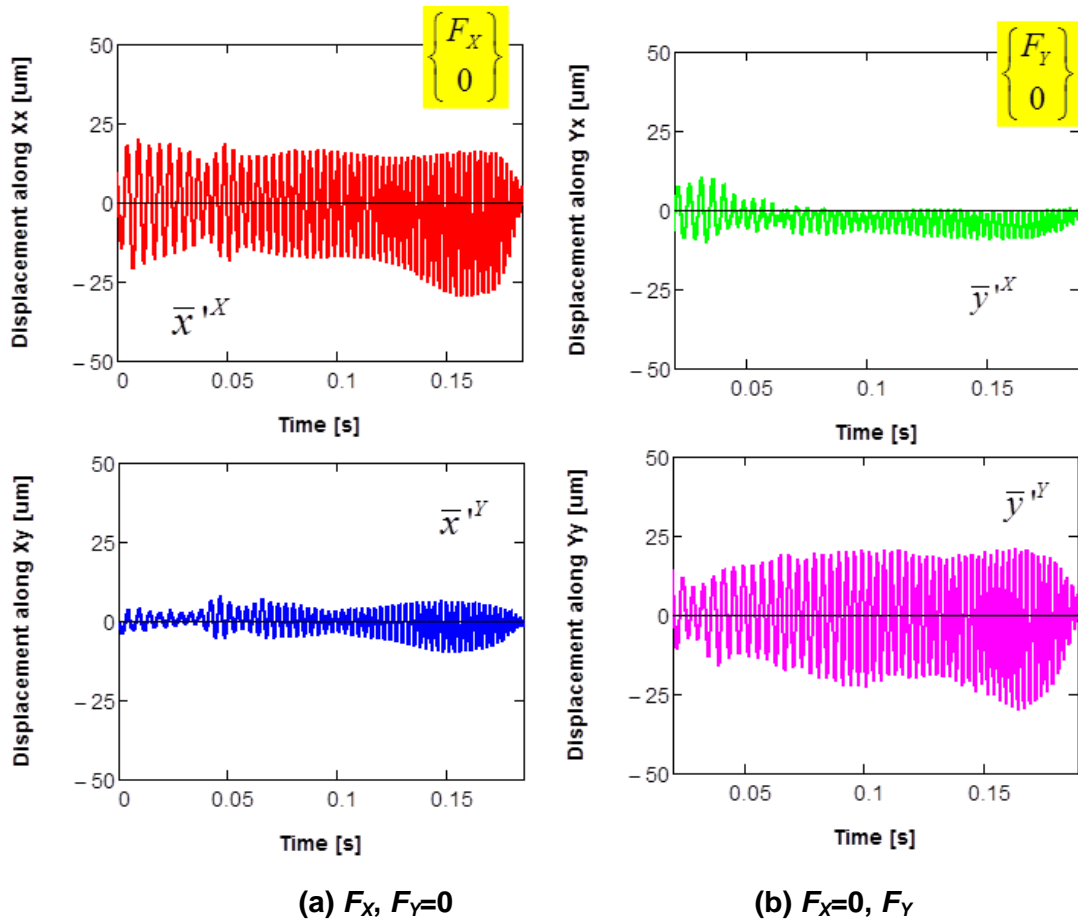 {F_X 0}
50
25
0
−25
−50
Displacement along Xx [um]
x̄'^X
0 0.05 0.1 0.15
Time [s]
{F_Y 0}
50
25
0
−25
−50
Displacement along Yx [um]
ȳ'^X
0.05 0.1 0.15
Time [s]
50
25
0
−25
−50
Displacement along Xy [um]
x̄'^Y
0 0.05 0.1 0.15
Time [s]
50
25
0
−25
−50
Displacement along Yy [um]
ȳ'^Y
0.05 0.1 0.15
Time [s]
(a) F_X, F_Y=0
(b) F_X=0, F_Y